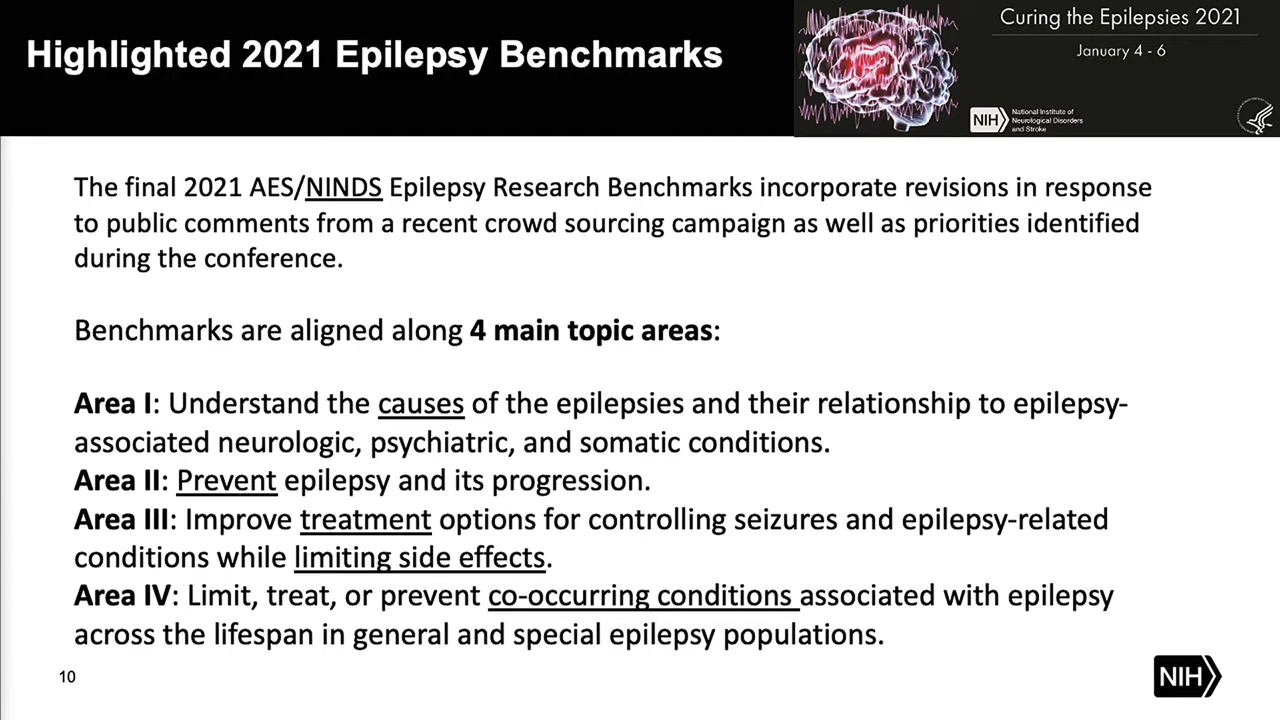 Highlighted 2021 Epilepsy Benchmarks
Curing the Epilepsies 2021
January 4 - 6
NIH
National Institute of
Neurological Disorders
and Stroke
The final 2021 AES/NINDS Epilepsy Research Benchmarks incorporate revisions in response
to public comments from a recent crowd sourcing campaign as well as priorities identified
during the conference.
Benchmarks are aligned along 4 main topic areas:
Area I: Understand the causes of the epilepsies and their relationship to epilepsy-
associated neurologic, psychiatric, and somatic conditions.
Area II: Prevent epilepsy and its progression.
Area III: Improve treatment options for controlling seizures and epilepsy-related
conditions while limiting side effects.
Area IV: Limit, treat, or prevent co-occurring conditions associated with epilepsy
across the lifespan in general and special epilepsy populations.
10
NIH